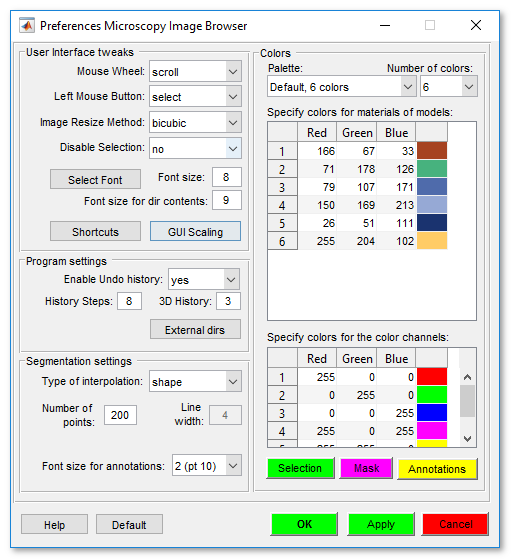 Preferences Microscopy Image Browser
User Interface tweaks
Mouse Wheel: scroll
Left Mouse Button: select
Image Resize Method: bicubic
Disable Selection: no
Select Font Font size: 8
Font size for dir contents: 9
Shortcuts GUI Scaling
Program settings
Enable Undo history: yes
History Steps: 8 3D History: 3
External dirs
Segmentation settings
Type of interpolation: shape
Number of points: 200 Line width: 4
Font size for annotations: 2 (pt 10)
Colors
Palette: Number of colors:
Default, 6 colors 6
Specify colors for materials of models:
Red Green Blue
1 166 67 33
2 71 178 126
3 79 107 171
4 150 169 213
5 26 51 111
6 255 204 102
Specify colors for the color channels:
Red Green Blue
1 255 0 0
2 0 255 0
3 0 0 255
4 255 0 255
5 255 255 0
Selection Mask Annotations
Help Default OK Apply Cancel